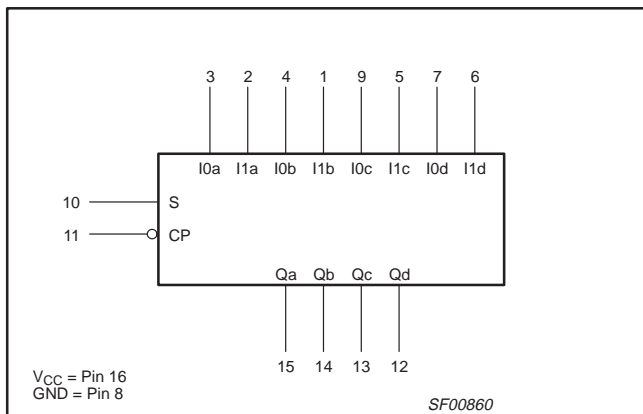 3 2 4 1 9 5 7 6
I0a I1a I0b I1b I0c I1c I0d I1d
10 S
11 CP
Qa Qb Qc Qd
15 14 13 12
VCC = Pin 16
GND = Pin 8
SF00860